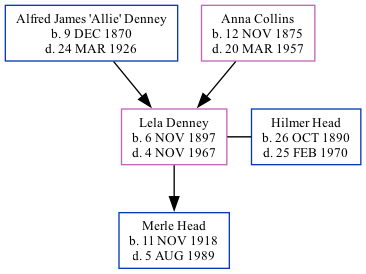 Alfred James 'Allie' Denney
b. 9 DEC 1870
d. 24 MAR 1926
Anna Collins
b. 12 NOV 1875
d. 20 MAR 1957
Lela Denney
b. 6 NOV 1897
d. 4 NOV 1967
Hilmer Head
b. 26 OCT 1890
d. 25 FEB 1970
Merle Head
b. 11 NOV 1918
d. 5 AUG 1989